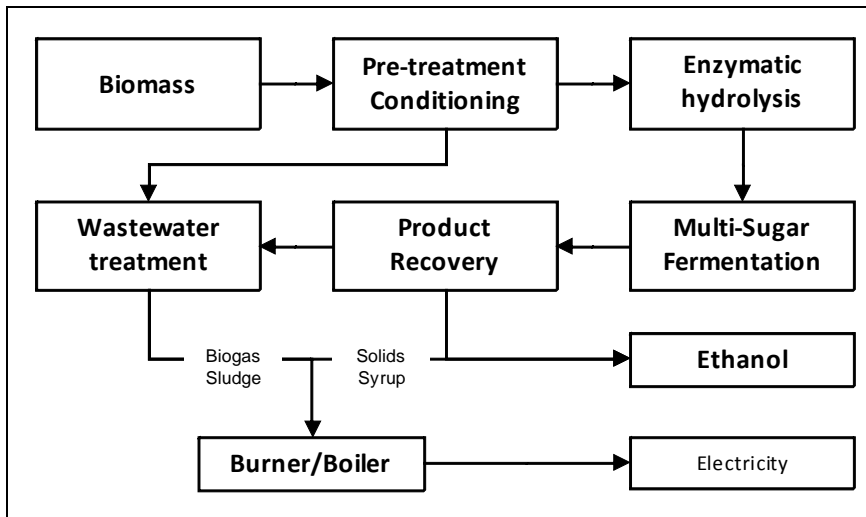 Biomass
Pre-treatment
Conditioning
Enzymatic
hydrolysis
Wastewater
treatment
Product
Recovery
Multi-Sugar
Fermentation
Biogas
Sludge
Solids
Syrup
Ethanol
Burner/Boiler
Electricity